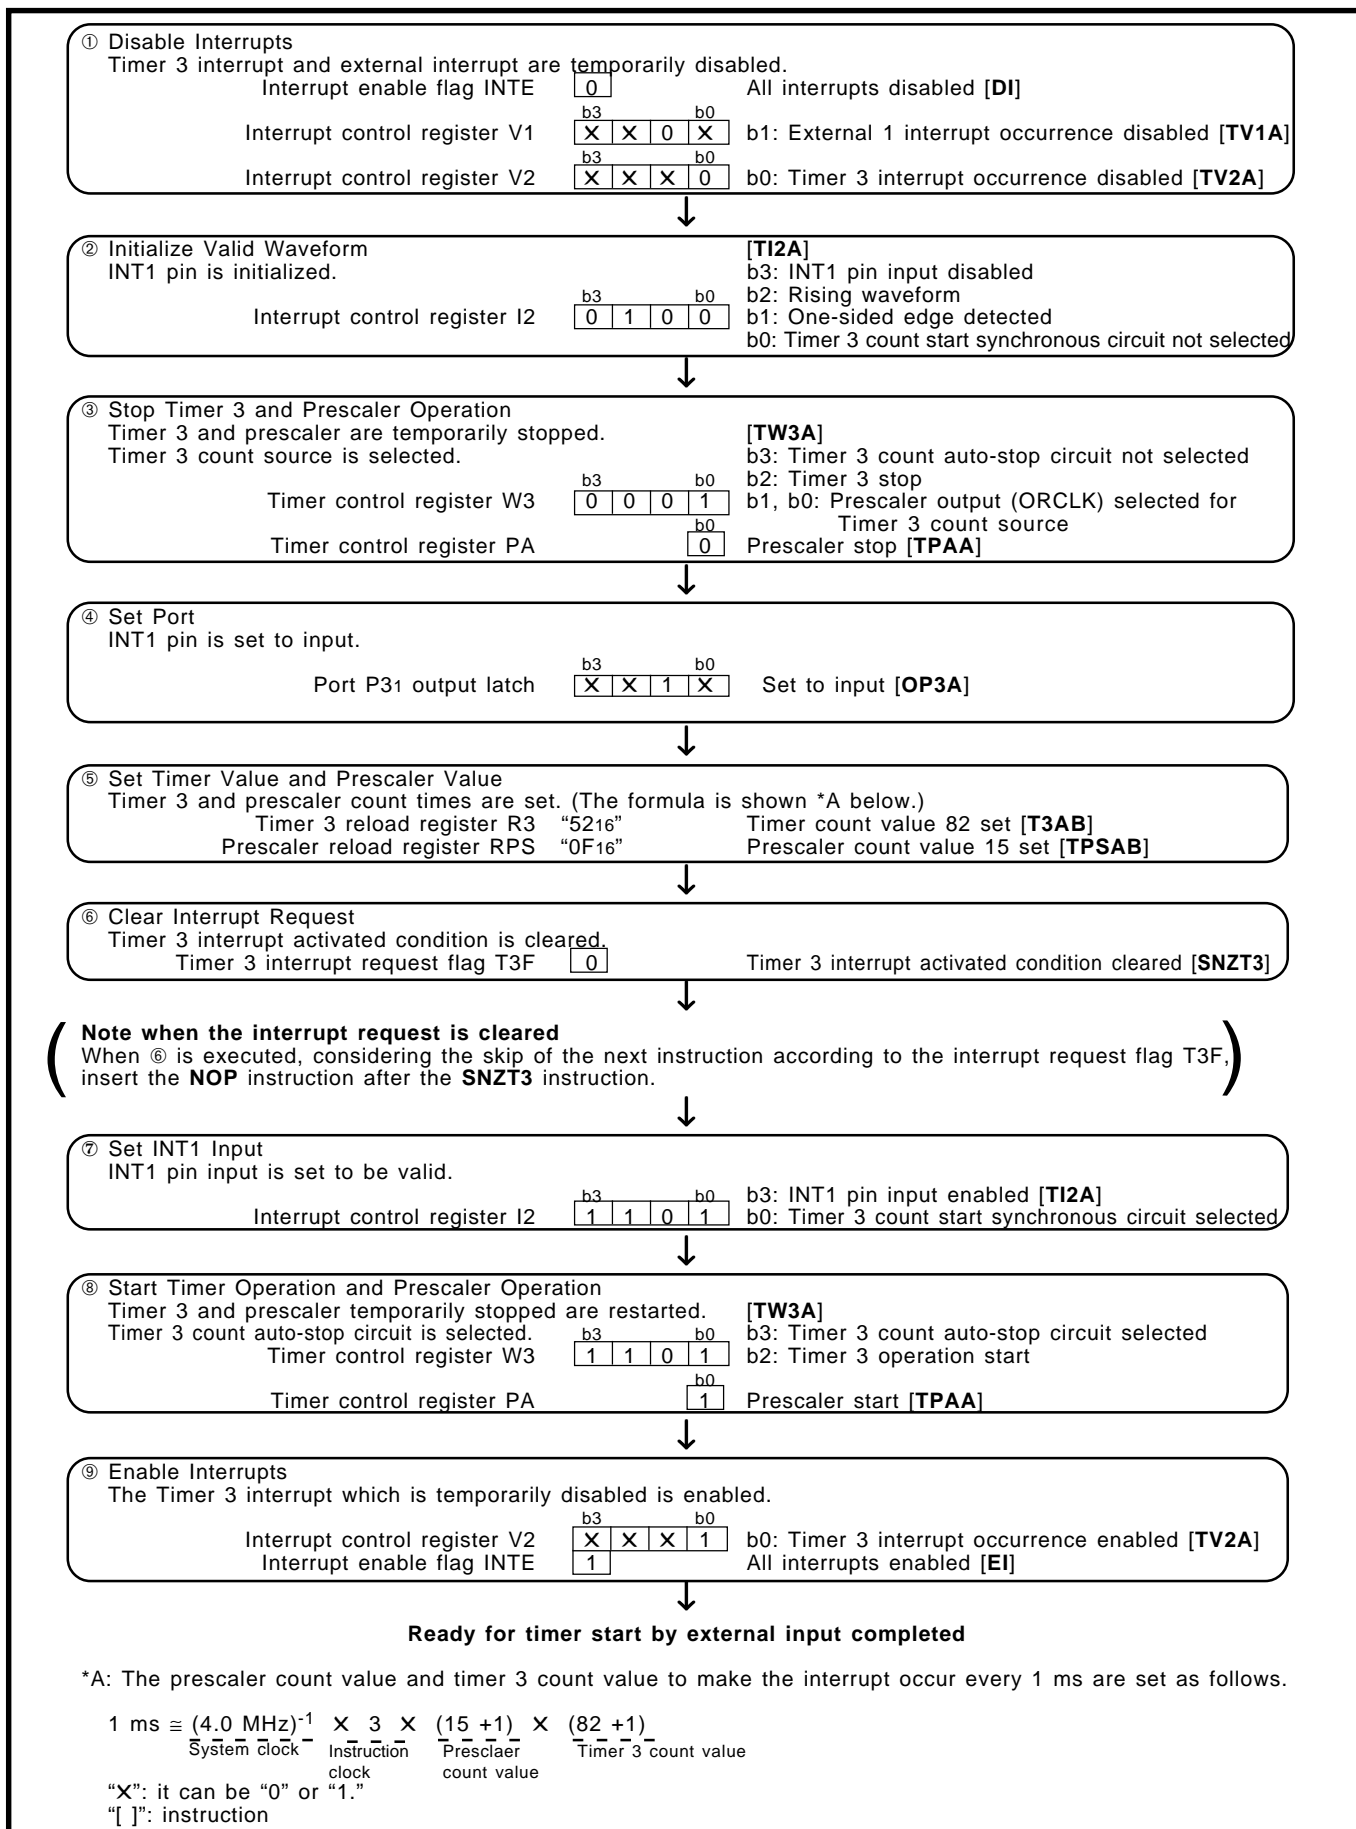 ① Disable Interrupts
Timer 3 interrupt and external interrupt are temporarily disabled.
Interrupt enable flag INTE 0 All interrupts disabled [DI]
b3 b0
Interrupt control register V1 ✕ ✕ 0 ✕ b1: External 1 interrupt occurrence disabled [TV1A]
b3 b0
Interrupt control register V2 ✕ ✕ ✕ 0 b0: Timer 3 interrupt occurrence disabled [TV2A]
② Initialize Valid Waveform [TI2A]
INT1 pin is initialized. b3: INT1 pin input disabled
b3 b0 b2: Rising waveform
Interrupt control register I2 0 1 0 0 b1: One-sided edge detected
b0: Timer 3 count start synchronous circuit not selected
③ Stop Timer 3 and Prescaler Operation
Timer 3 and prescaler are temporarily stopped. [TW3A]
Timer 3 count source is selected. b3: Timer 3 count auto-stop circuit not selected
b3 b0 b2: Timer 3 stop
Timer control register W3 0 0 0 1 b1, b0: Prescaler output (ORCLK) selected for
b0 Timer 3 count source
Timer control register PA 0 Prescaler stop [TPAA]
④ Set Port
INT1 pin is set to input.
b3 b0
Port P31 output latch ✕ ✕ 1 ✕ Set to input [OP3A]
⑤ Set Timer Value and Prescaler Value
Timer 3 and prescaler count times are set. (The formula is shown *A below.)
Timer 3 reload register R3 “5216” Timer count value 82 set [T3AB]
Prescaler reload register RPS “0F16” Prescaler count value 15 set [TPSAB]
⑥ Clear Interrupt Request
Timer 3 interrupt activated condition is cleared.
Timer 3 interrupt request flag T3F 0 Timer 3 interrupt activated condition cleared [SNZT3]
Note when the interrupt request is cleared
When ⑥ is executed, considering the skip of the next instruction according to the interrupt request flag T3F,
insert the NOP instruction after the SNZT3 instruction.
⑦ Set INT1 Input
INT1 pin input is set to be valid.
b3 b0 b3: INT1 pin input enabled [TI2A]
Interrupt control register I2 1 1 0 1 b0: Timer 3 count start synchronous circuit selected
⑧ Start Timer Operation and Prescaler Operation
Timer 3 and prescaler temporarily stopped are restarted. [TW3A]
Timer 3 count auto-stop circuit is selected. b3 b0 b3: Timer 3 count auto-stop circuit selected
Timer control register W3 1 1 0 1 b2: Timer 3 operation start
b0
Timer control register PA 1 Prescaler start [TPAA]
⑨ Enable Interrupts
The Timer 3 interrupt which is temporarily disabled is enabled.
b3 b0
Interrupt control register V2 ✕ ✕ ✕ 1 b0: Timer 3 interrupt occurrence enabled [TV2A]
Interrupt enable flag INTE 1 All interrupts enabled [EI]
Ready for timer start by external input completed
*A: The prescaler count value and timer 3 count value to make the interrupt occur every 1 ms are set as follows.
1 ms ≅ (4.0 MHz)-1 ✕ 3 ✕ (15 +1) ✕ (82 +1)
System clock Instruction Presclaer Timer 3 count value
clock count value
“✕”: it can be “0” or “1.”
“[ ]”: instruction